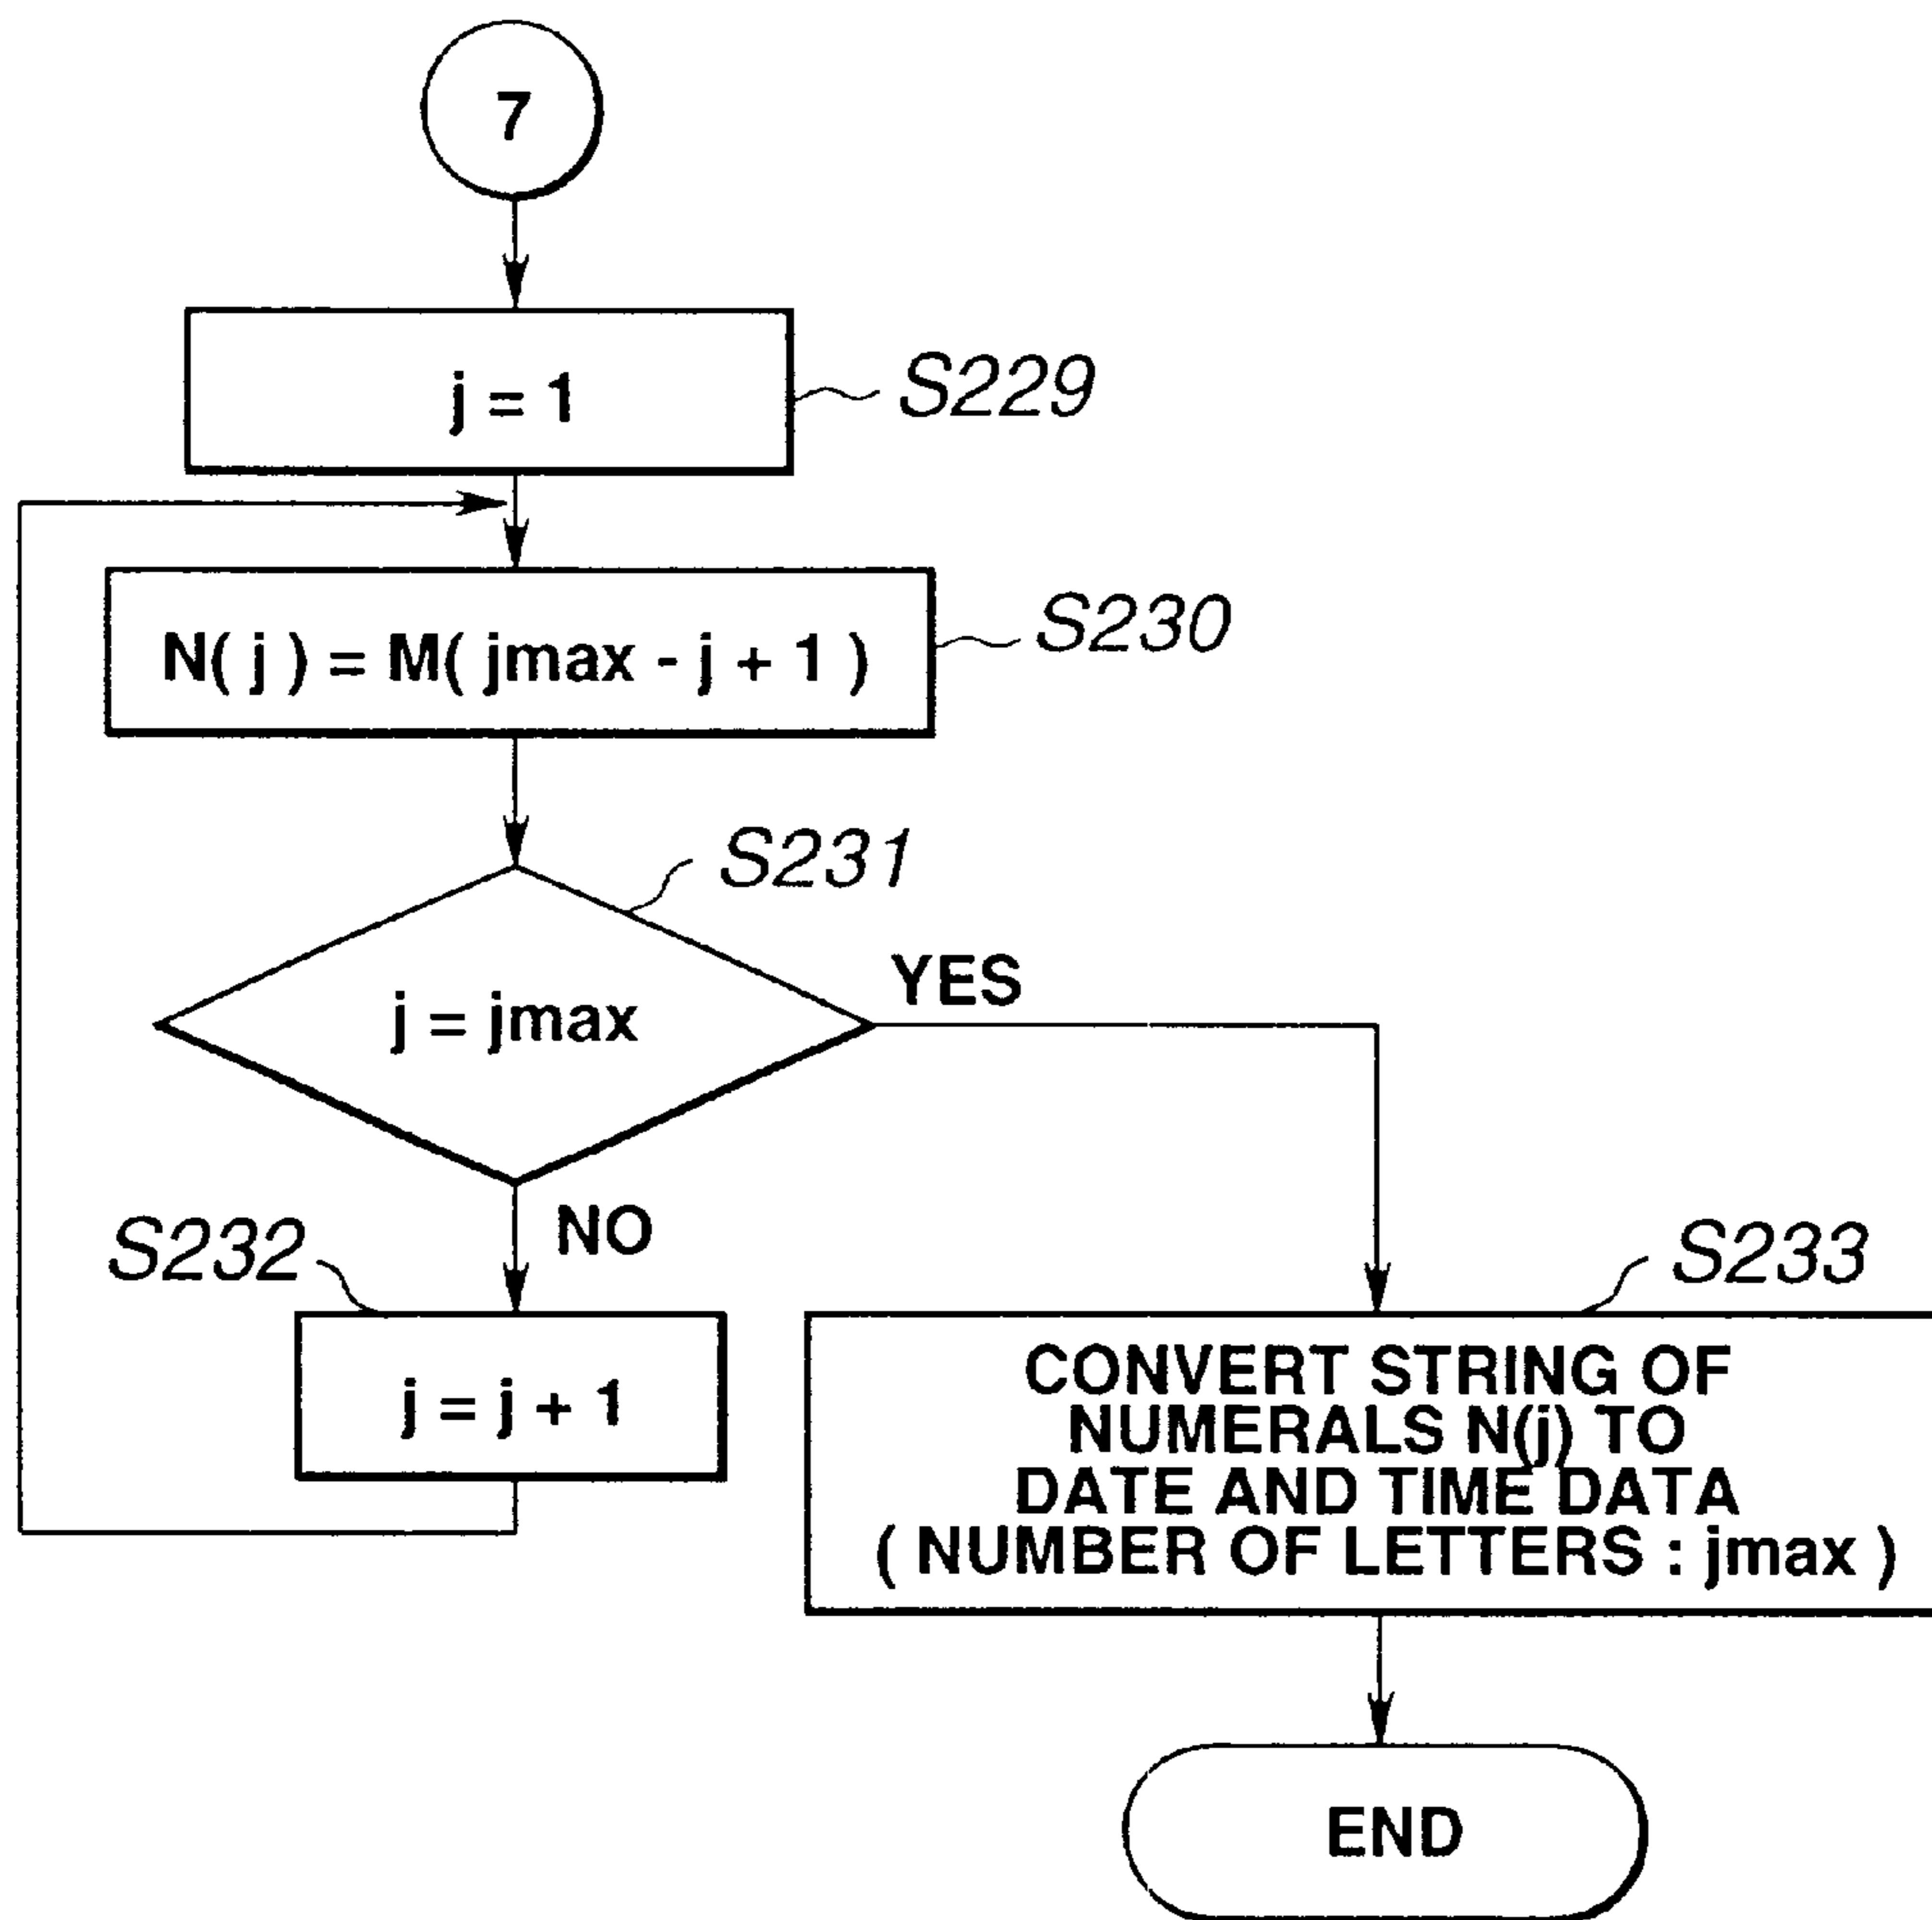 7
j = 1
S229
N( j ) = M( jmax - j + 1 )
S230
S231
j = jmax
YES
NO
S232
j = j + 1
S233
CONVERT STRING OF
NUMERALS N(j) TO
DATE AND TIME DATA
( NUMBER OF LETTERS : jmax )
END